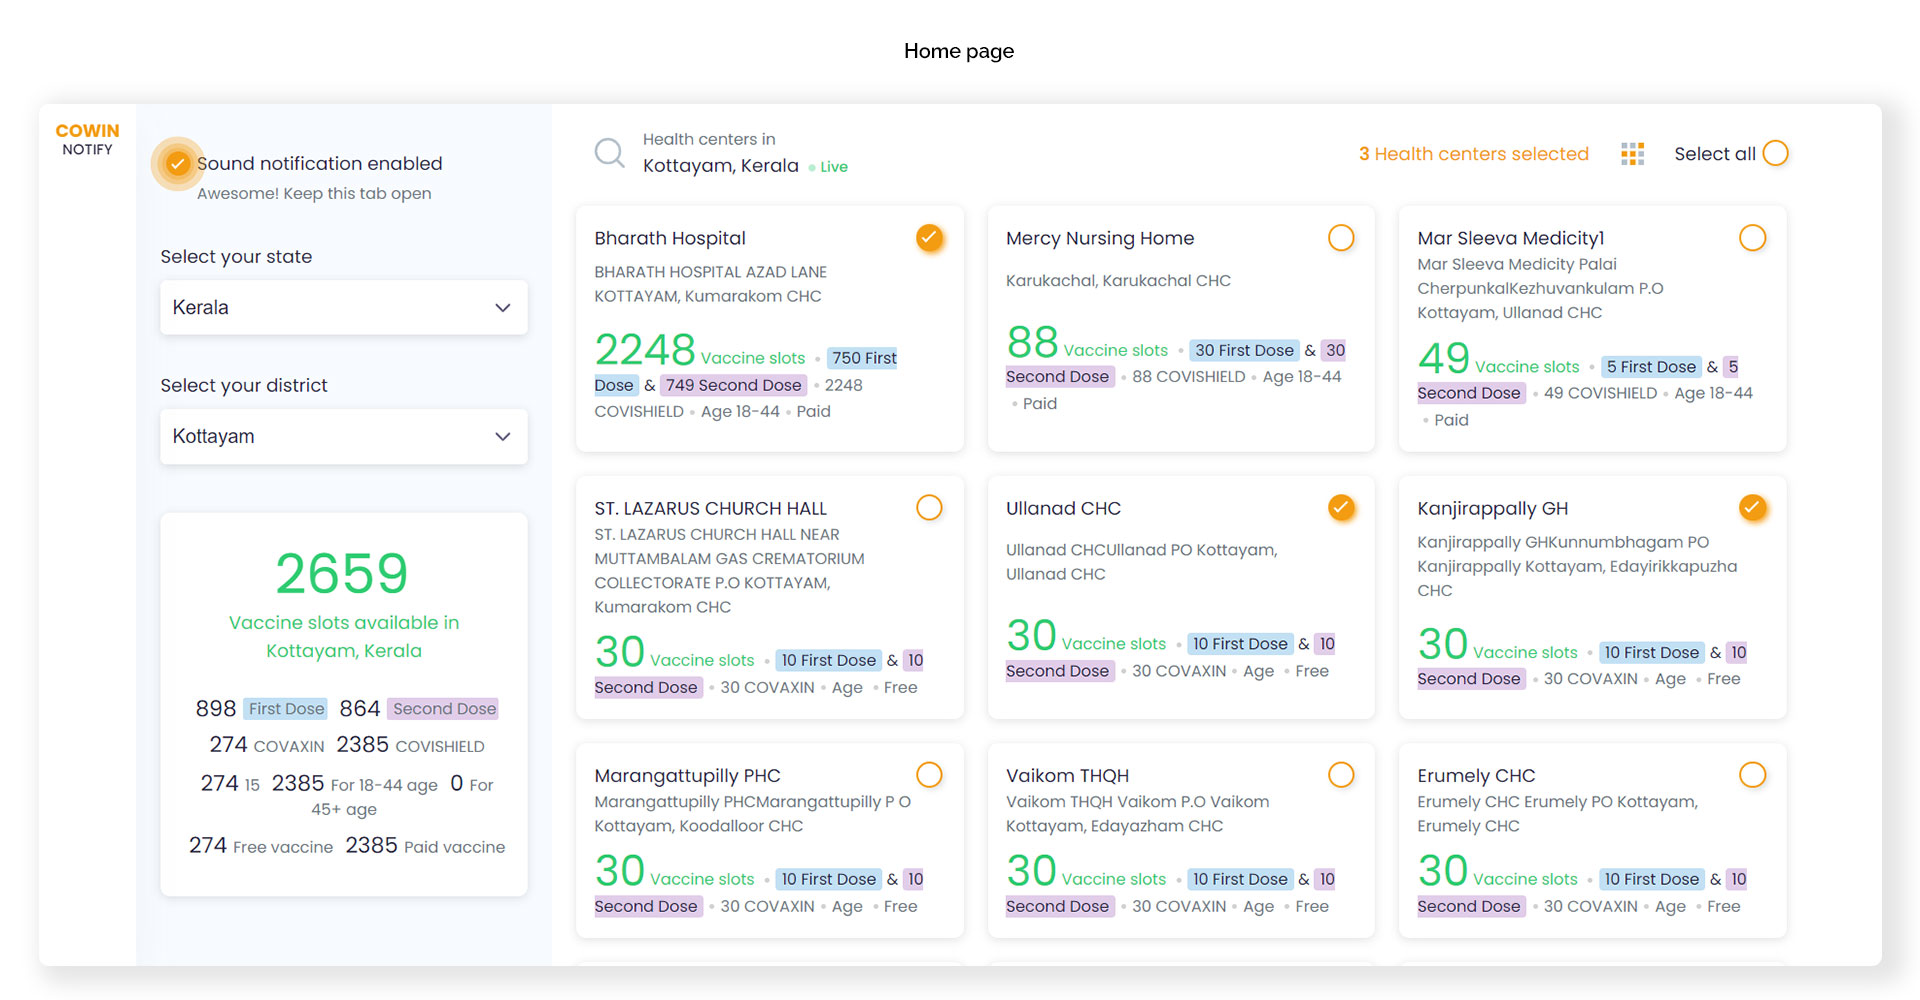 Home page
COWIN
NOTIFY
Sound notification enabled
Awesome! Keep this tab open
Select your state
Kerala
Select your district
Kottayam
2659
Vaccine slots available in
Kottayam, Kerala
898 First Dose 864 Second Dose
274 COVAXIN 2385 COVISHIELD
274 15 2385 For 18-44 age 0 For
45+ age
274 Free vaccine 2385 Paid vaccine
Health centers in
Kottayam, Kerala • Live
3 Health centers selected
Select all
Bharath Hospital
BHARATH HOSPITAL AZAD LANE
KOTTAYAM, Kumarakom CHC
2248 Vaccine slots • 750 First
Dose & 749 Second Dose • 2248
COVISHIELD • Age 18-44 • Paid
Mercy Nursing Home
Karukachal, Karukachal CHC
88 Vaccine slots • 30 First Dose & 30
Second Dose • 88 COVISHIELD • Age 18-44
• Paid
Mar Sleeva Medicity1
Mar Sleeva Medicity Palai
CherpunkalKezhuvankulam P.O
Kottayam, Ullanad CHC
49 Vaccine slots • 5 First Dose & 5
Second Dose • 49 COVISHIELD • Age 18-44
• Paid
ST. LAZARUS CHURCH HALL
ST. LAZARUS CHURCH HALL NEAR
MUTTAMBALAM GAS CREMATORIUM
COLLECTORATE P.O KOTTAYAM,
Kumarakom CHC
30 Vaccine slots • 10 First Dose & 10
Second Dose • 30 COVAXIN • Age • Free
Ullanad CHC
Ullanad CHCUllanad PO Kottayam,
Ullanad CHC
30 Vaccine slots • 10 First Dose & 10
Second Dose • 30 COVAXIN • Age • Free
Kanjirappally GH
Kanjirappally GHKunnumbhagam PO
Kanjirappally Kottayam, Edayirikkapuzha
CHC
30 Vaccine slots • 10 First Dose & 10
Second Dose • 30 COVAXIN • Age • Free
Marangattupilly PHC
Marangattupilly PHCMarangattupilly P O
Kottayam, Koodalloor CHC
30 Vaccine slots • 10 First Dose & 10
Second Dose • 30 COVAXIN • Age • Free
Vaikom THQH
Vaikom THQH Vaikom P.O Vaikom
Kottayam, Edayazham CHC
30 Vaccine slots • 10 First Dose & 10
Second Dose • 30 COVAXIN • Age • Free
Erumely CHC
Erumely CHC Erumely PO Kottayam,
Erumely CHC
30 Vaccine slots • 10 First Dose & 10
Second Dose • 30 COVAXIN • Age • Free